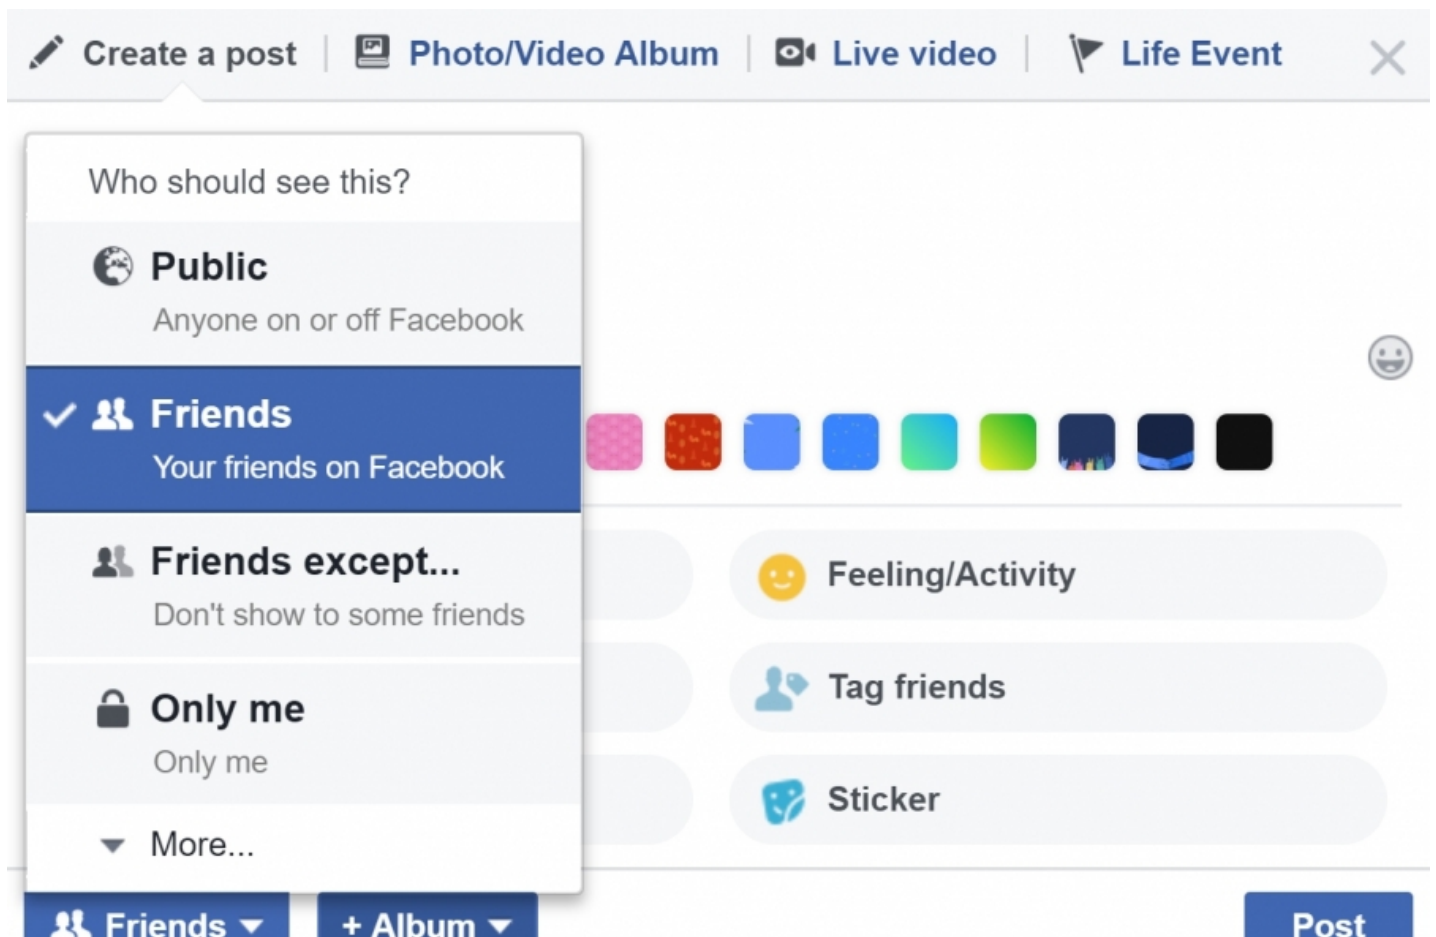 Create a post
Photo/Video Album
Live video
Life Event
Who should see this?
Public
Anyone on or off Facebook
Friends
Your friends on Facebook
Friends except...
Don't show to some friends
Only me
Only me
More...
Feeling/Activity
Tag friends
Sticker
Friends
+ Album
Post